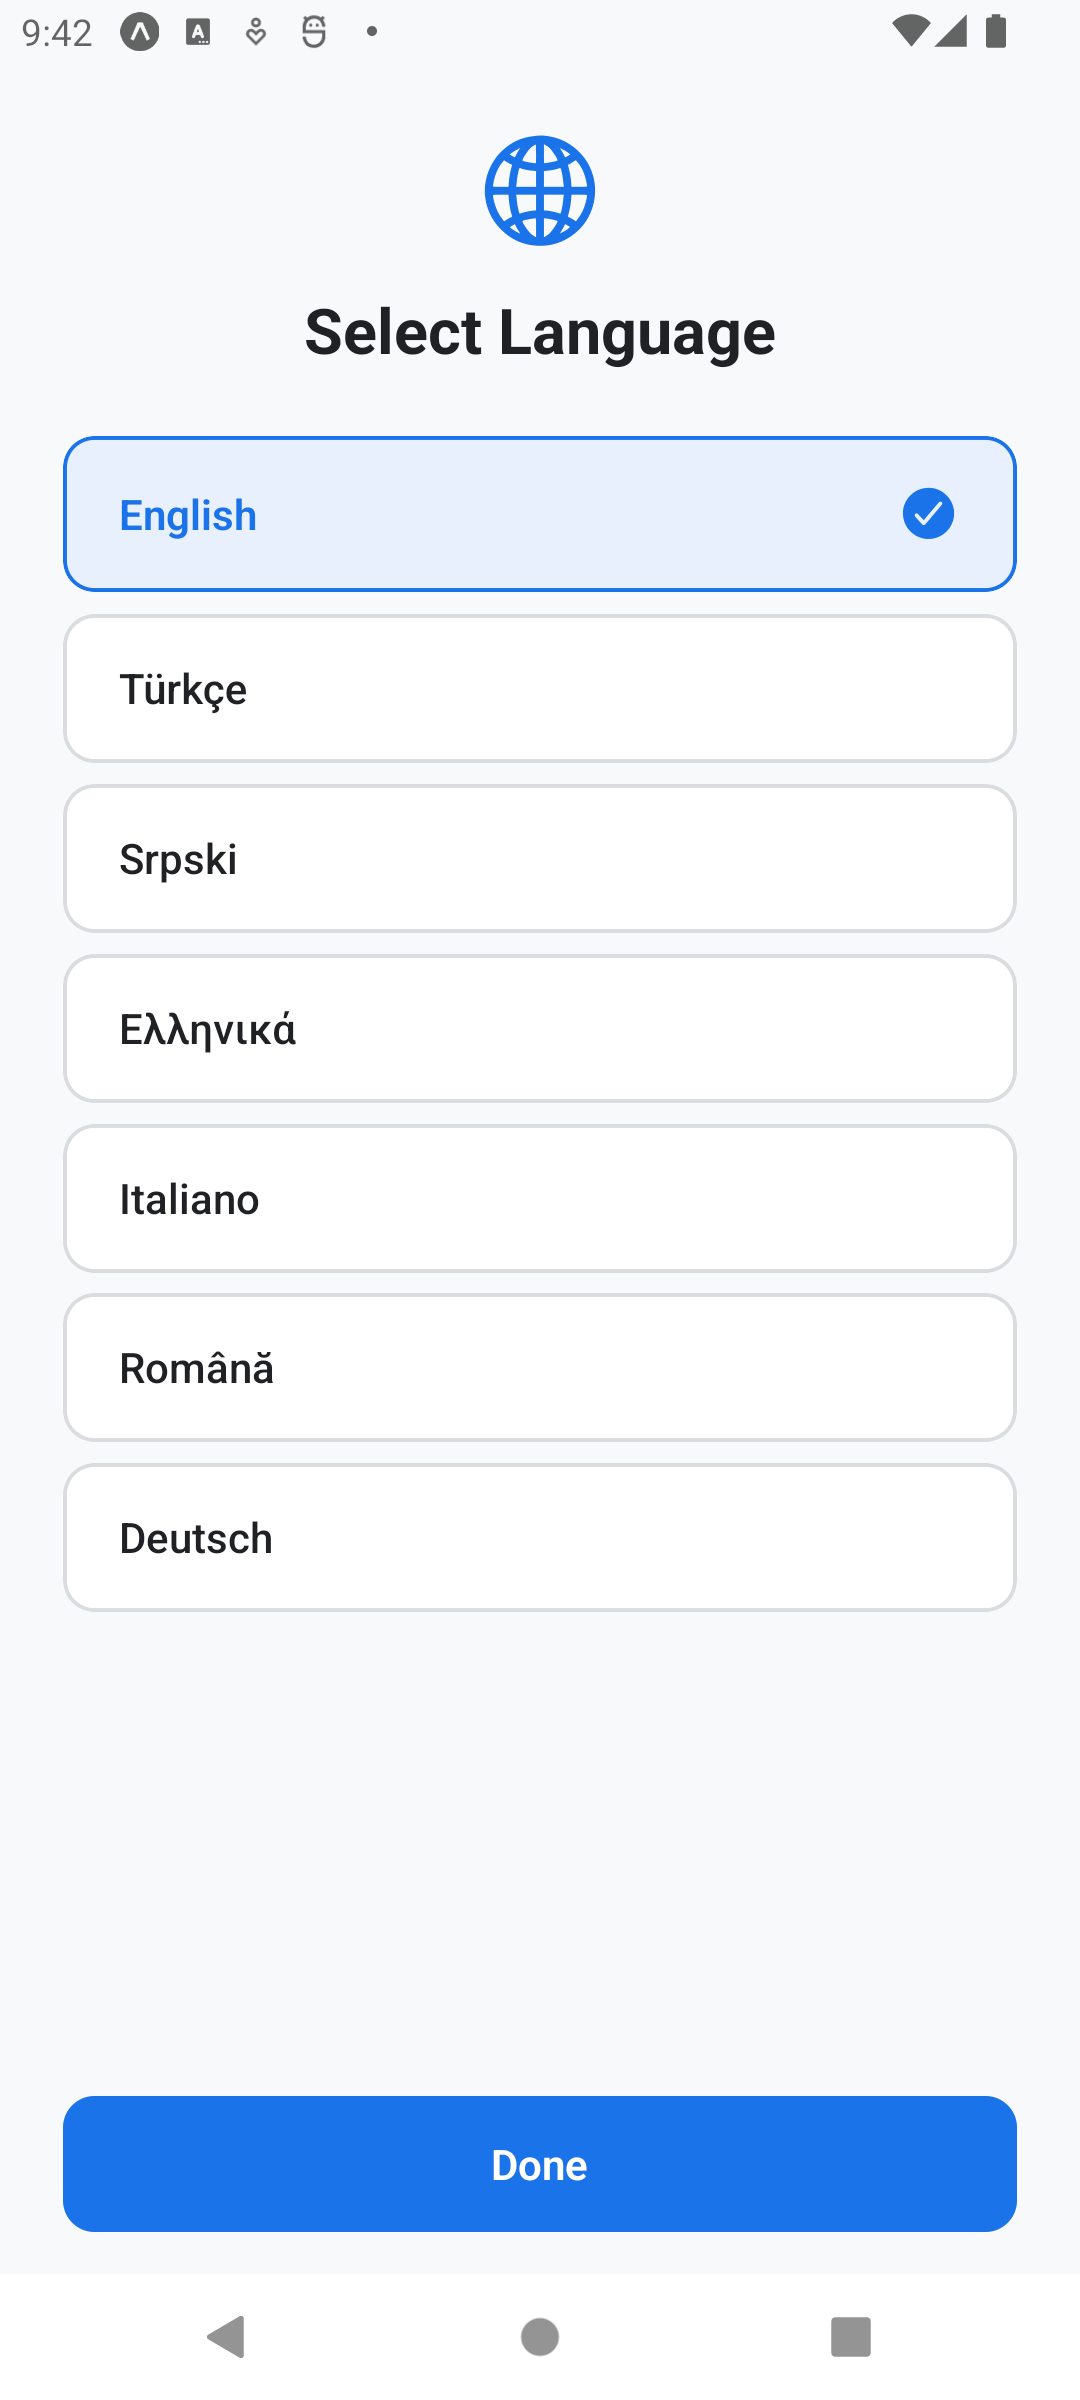 9:42
Select Language
English
Türkçe
Srpski
Ελληνικά
Italiano
Română
Deutsch
Done